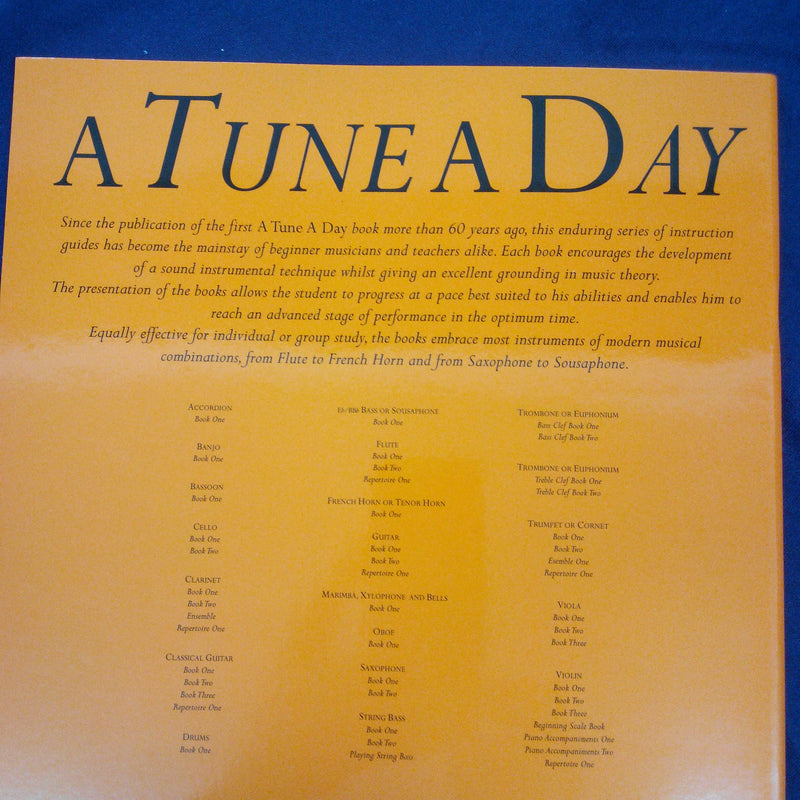 A TUNE A DAY
Since the publication of the first A Tune A Day book more than 60 years ago, this enduring series of instruction
guides has become the mainstay of beginner musicians and teachers alike. Each book encourages the development
of a sound instrumental technique whilst giving an excellent grounding in music theory.
The presentation of the books allows the student to progress at a pace best suited to his abilities and enables him to
reach an advanced stage of performance in the optimum time.
Equally effective for individual or group study, the books embrace most instruments of modern musical
combinations, from Flute to French Horn and from Saxophone to Sousaphone.
ACCORDION
Book One
BANJO
Book One
BASSOON
Book One
CELLO
Book One
Book Two
CLARINET
Book One
Book Two
Ensemble
Repertoire One
CLASSICAL GUITAR
Book One
Book Two
Book Three
Repertoire One
DRUMS
Book One
E♭/BB♭ BASS OR SOUSAPHONE
Book One
FLUTE
Book One
Book Two
Repertoire One
FRENCH HORN OR TENOR HORN
Book One
GUITAR
Book One
Book Two
Repertoire One
MARIMBA, XYLOPHONE AND BELLS
Book One
OBOE
Book One
SAXOPHONE
Book One
Book Two
STRING BASS
Book One
Book Two
Playing String Bass
TROMBONE OR EUPHONIUM
Bass Clef Book One
Bass Clef Book Two
TROMBONE OR EUPHONIUM
Treble Clef Book One
Treble Clef Book Two
TRUMPET OR CORNET
Book One
Book Two
Esemble One
Repertoire One
VIOLA
Book One
Book Two
Book Three
VIOLIN
Book One
Book Two
Book Three
Beginning Scale Book
Piano Accompaniments One
Piano Accompaniments Two
Repertoire One